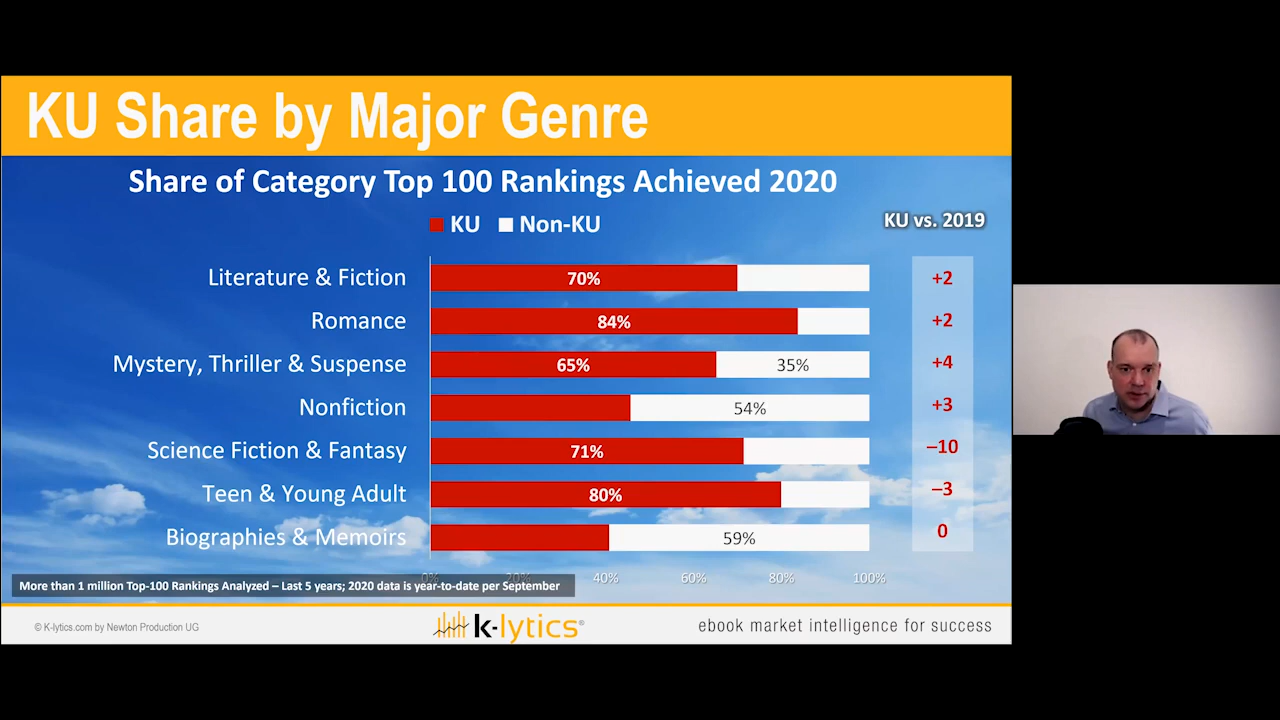 KU Share by Major Genre
Share of Category Top 100 Rankings Achieved 2020
KU Non-KU
KU vs. 2019
Literature & Fiction 70% +2
Romance 84% +2
Mystery, Thriller & Suspense 65% 35% +4
Nonfiction 54% +3
Science Fiction & Fantasy 71% –10
Teen & Young Adult 80% –3
Biographies & Memoirs 59% 0
0% 20% 40% 60% 80% 100%
More than 1 million Top-100 Rankings Analyzed – Last 5 years; 2020 data is year-to-date per September
© K-lytics.com by Newton Production UG
k-lytics®
ebook market intelligence for success